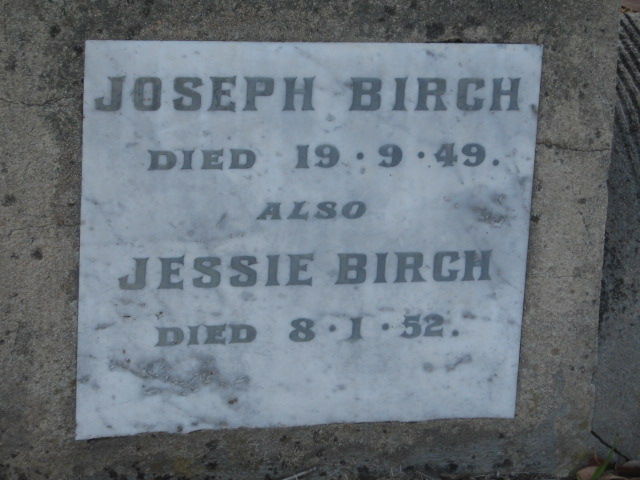 JOSEPH BIRCH
DIED 19·9·49.
ALSO
JESSIE BIRCH
DIED 8·1·52.